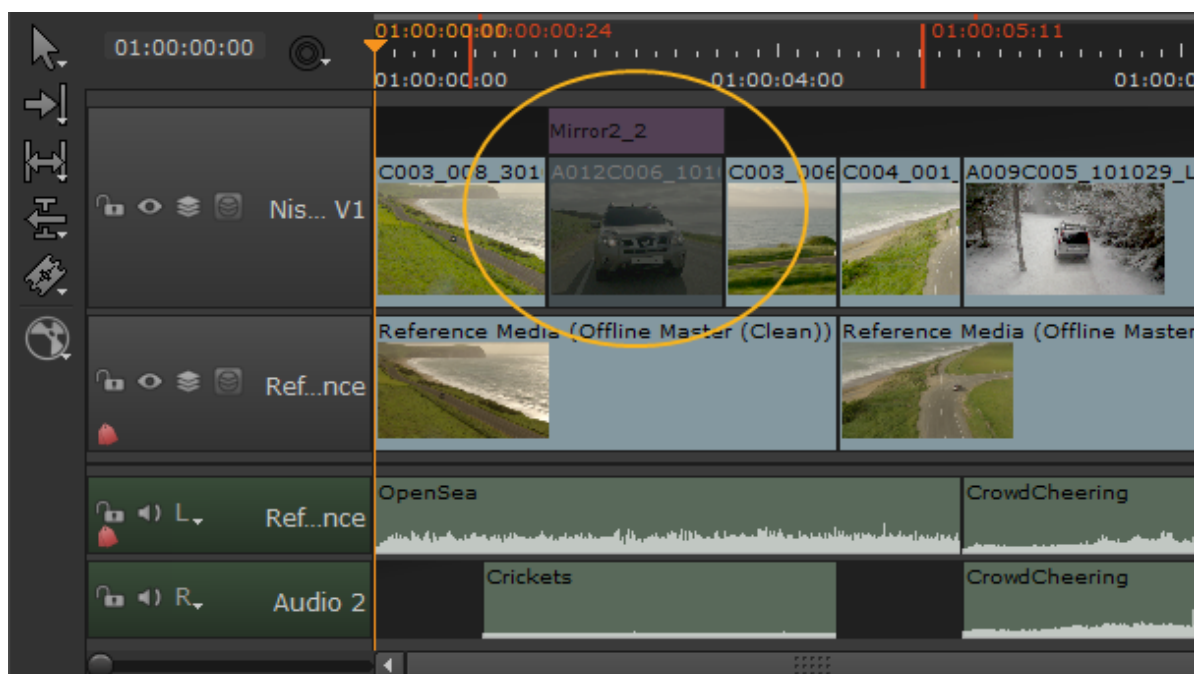 01:00:00:00
01:00:00:00:00:00:24
01:00:05:11
01:00:00:00
01:00:04:00
01:00:0
Mirror2_2
C003_008_301
A012C006_101
C003_006
C004_001_
A009C005_101029_L
Nis... V1
Reference Media (Offline Master (Clean))
Reference Media (Offline Master
Ref...nce
OpenSea
CrowdCheering
L
Ref...nce
Crickets
CrowdCheering
R
Audio 2